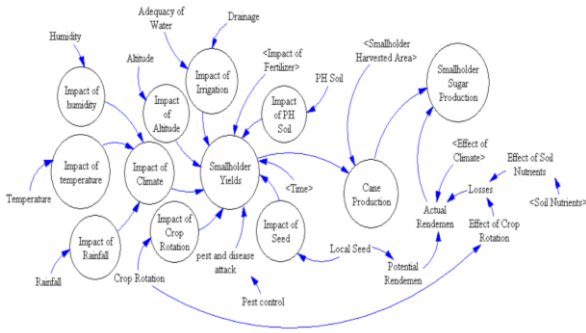 Adequacy of
Water
Drainage
Humidity
Altitude
<Impact of
Fertilizer>
<Smallholder
Harvested Area>
Impact of
humidity
Impact
of
Altitude
Impact of
Irrigation
Impact
of PH
Soil
PH Soil
Smallholder
Sugar
Production
Impact of
temperature
Impact of
Climate
Smallholder
Yields
<Time>
Cane
Production
<Effect of
Climate>
Effect of Soil
Nutrients
Losses
<Soil Nutrients>
Temperature
Impact of
Rainfall
Impact of
Crop
Rotation
Impact of
Seed
Actual
Rendemen
Effect of Crop
Rotation
Rainfall
Crop Rotation
pest and disease
attack
Local Seed
Potential
Rendemen
Pest control